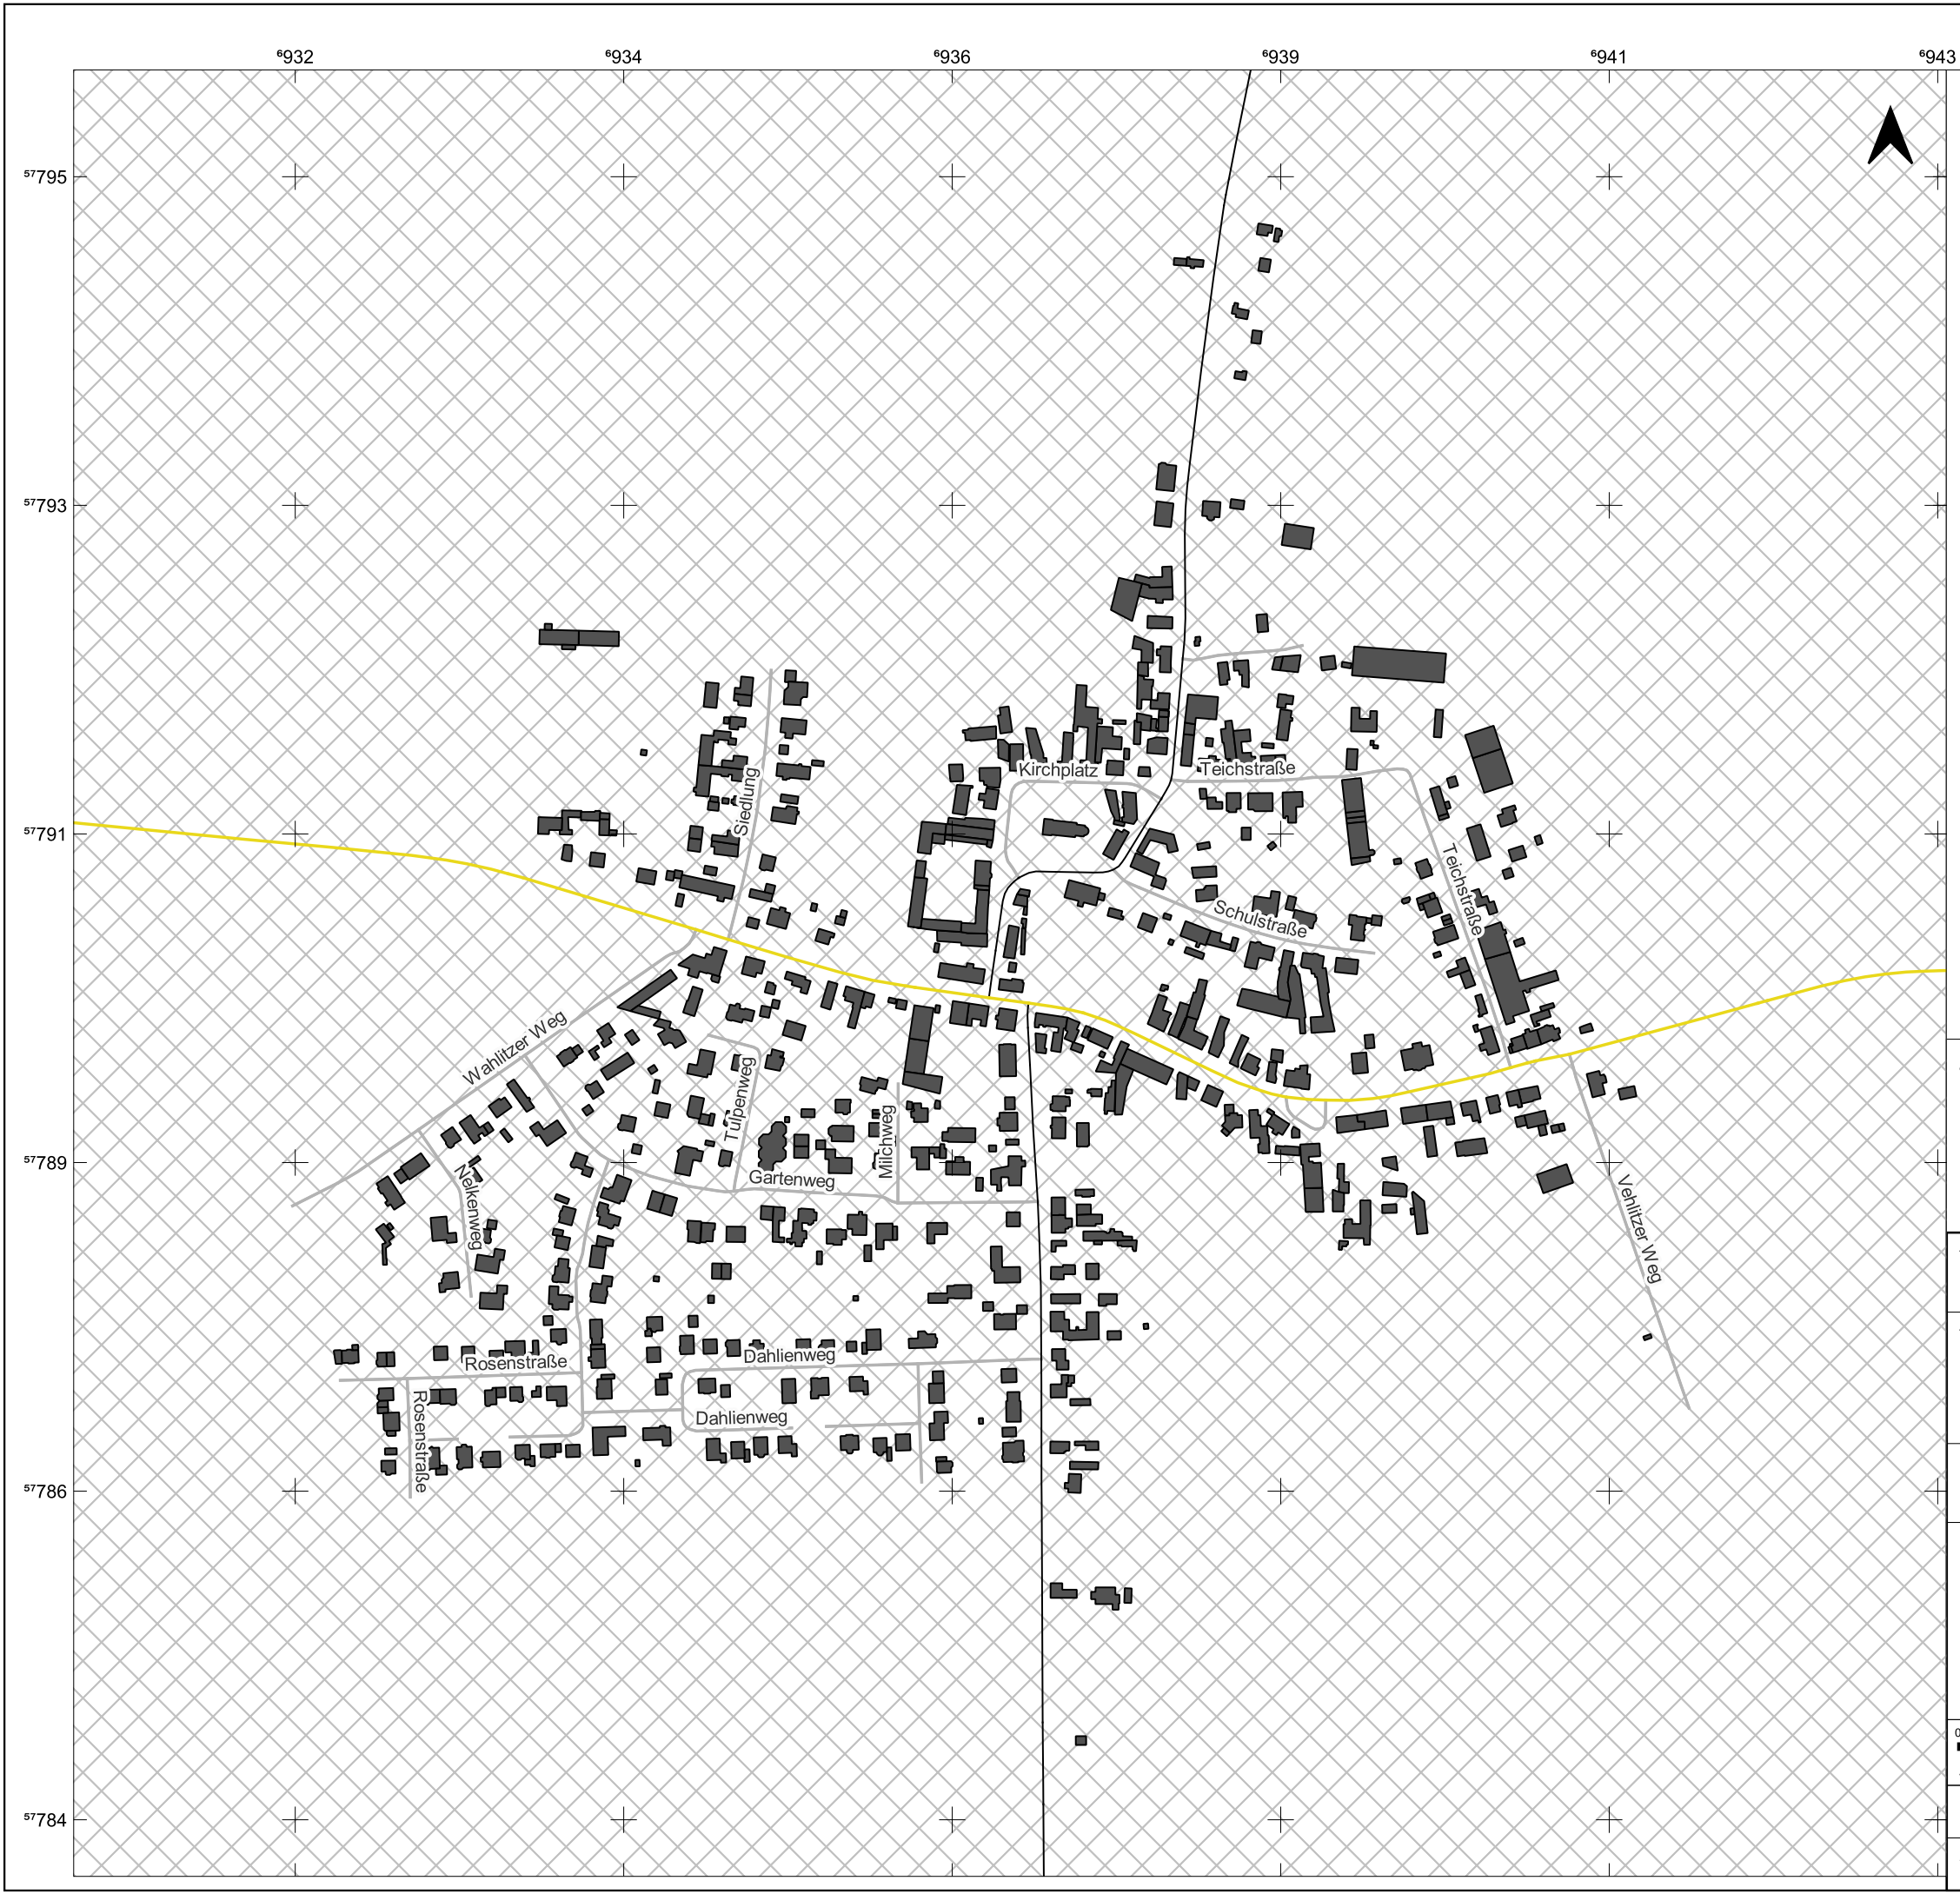 6932 6934 6936 6939 6941 6943
57795
57793
Kirchplatz
Teichstraße
Siedlung
57791
Teichstraße
Schulstraße
Wahlitzer Weg
Tulpenweg
Milchweg
57789
Nelkenweg
Gartenweg
Vehlitzer Weg
Dahlienweg
Rosenstraße
Rosenstraße
Dahlienweg
57786
0
57784